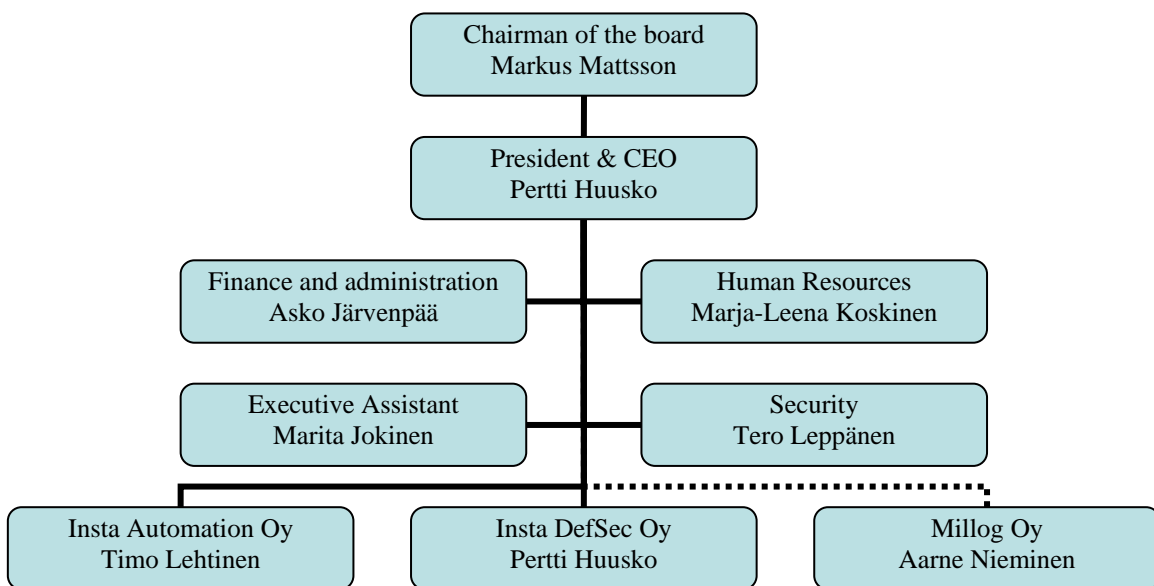 Chairman of the board
Markus Mattsson
President & CEO
Pertti Huusko
Finance and administration
Asko Järvenpää
Human Resources
Marja-Leena Koskinen
Executive Assistant
Marita Jokinen
Security
Tero Leppänen
Insta Automation Oy
Timo Lehtinen
Insta DefSec Oy
Pertti Huusko
Millog Oy
Aarne Nieminen